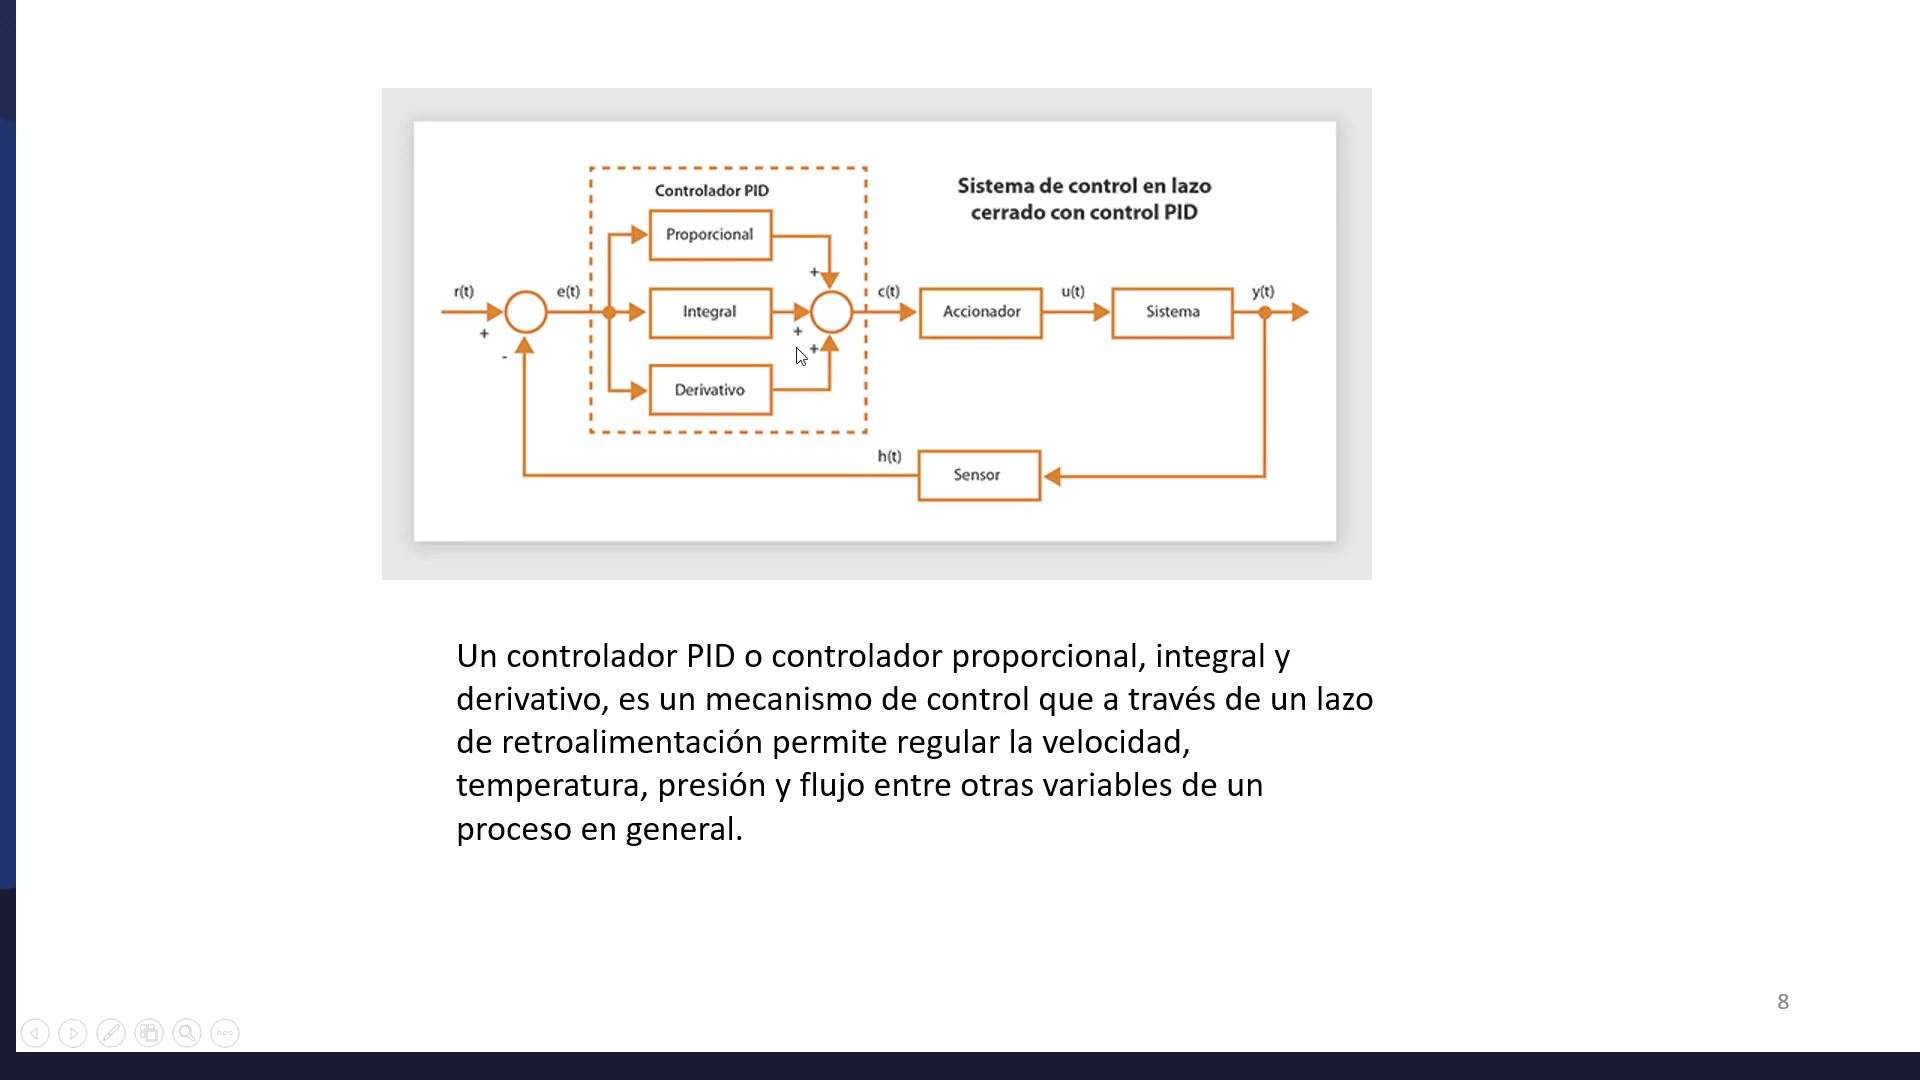 Controlador PID
Sistema de control en lazo
cerrado con control PID
Proporcional
+
r(t)
e(t)
c(t)
u(t)
y(t)
Integral
Accionador
Sistema
+
+
-
+
Derivativo
h(t)
Sensor
Un controlador PID o controlador proporcional, integral y
derivativo, es un mecanismo de control que a través de un lazo
de retroalimentación permite regular la velocidad,
temperatura, presión y flujo entre otras variables de un
proceso en general.
8